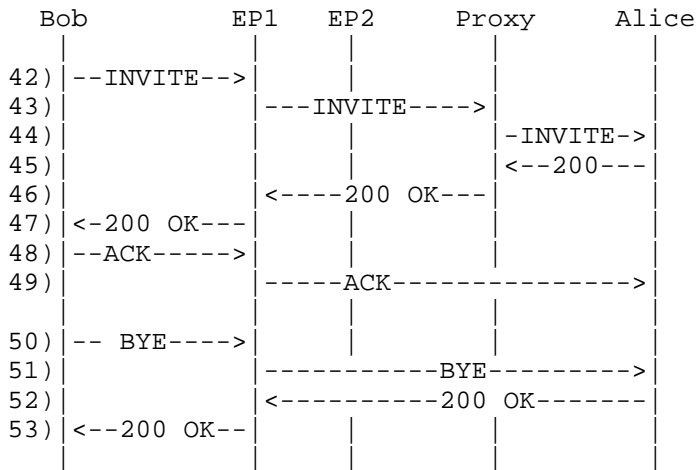 Bob            EP1   EP2     Proxy     Alice
   |              |     |        |         |
42)|--INVITE-->|     |        |         |
43)|              |---INVITE---->|         |
44)|              |     |        |-INVITE->|
45)|              |     |        |<--200---|
46)|              |<----200 OK---|         |
47)|<-200 OK---|     |        |         |
48)|--ACK----->|     |        |         |
49)|              |-----ACK--------------->|
   |              |     |        |         |
50)|-- BYE---->|     |        |         |
51)|              |-----------BYE--------->|
52)|              |<----------200 OK-------|
53)|<--200 OK--|     |        |         |
   |              |     |        |         |